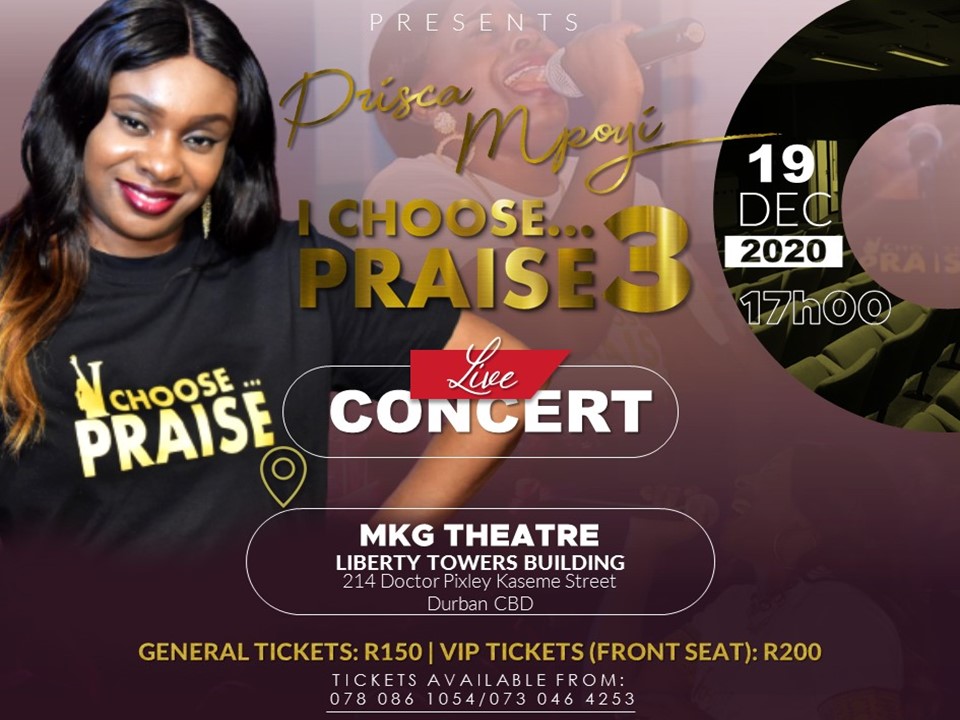 PRESENTS
Prisca
Mpoyi
I CHOOSE...
PRAISE 3
19
DEC
2020
17h00
Live
CONCERT
CHOOSE ...
PRAISE
MKG THEATRE
LIBERTY TOWERS BUILDING
214 Doctor Pixley Kaseme Street
Durban CBD
GENERAL TICKETS: R150 | VIP TICKETS (FRONT SEAT): R200
TICKETS AVAILABLE FROM:
078 086 1054/073 046 4253